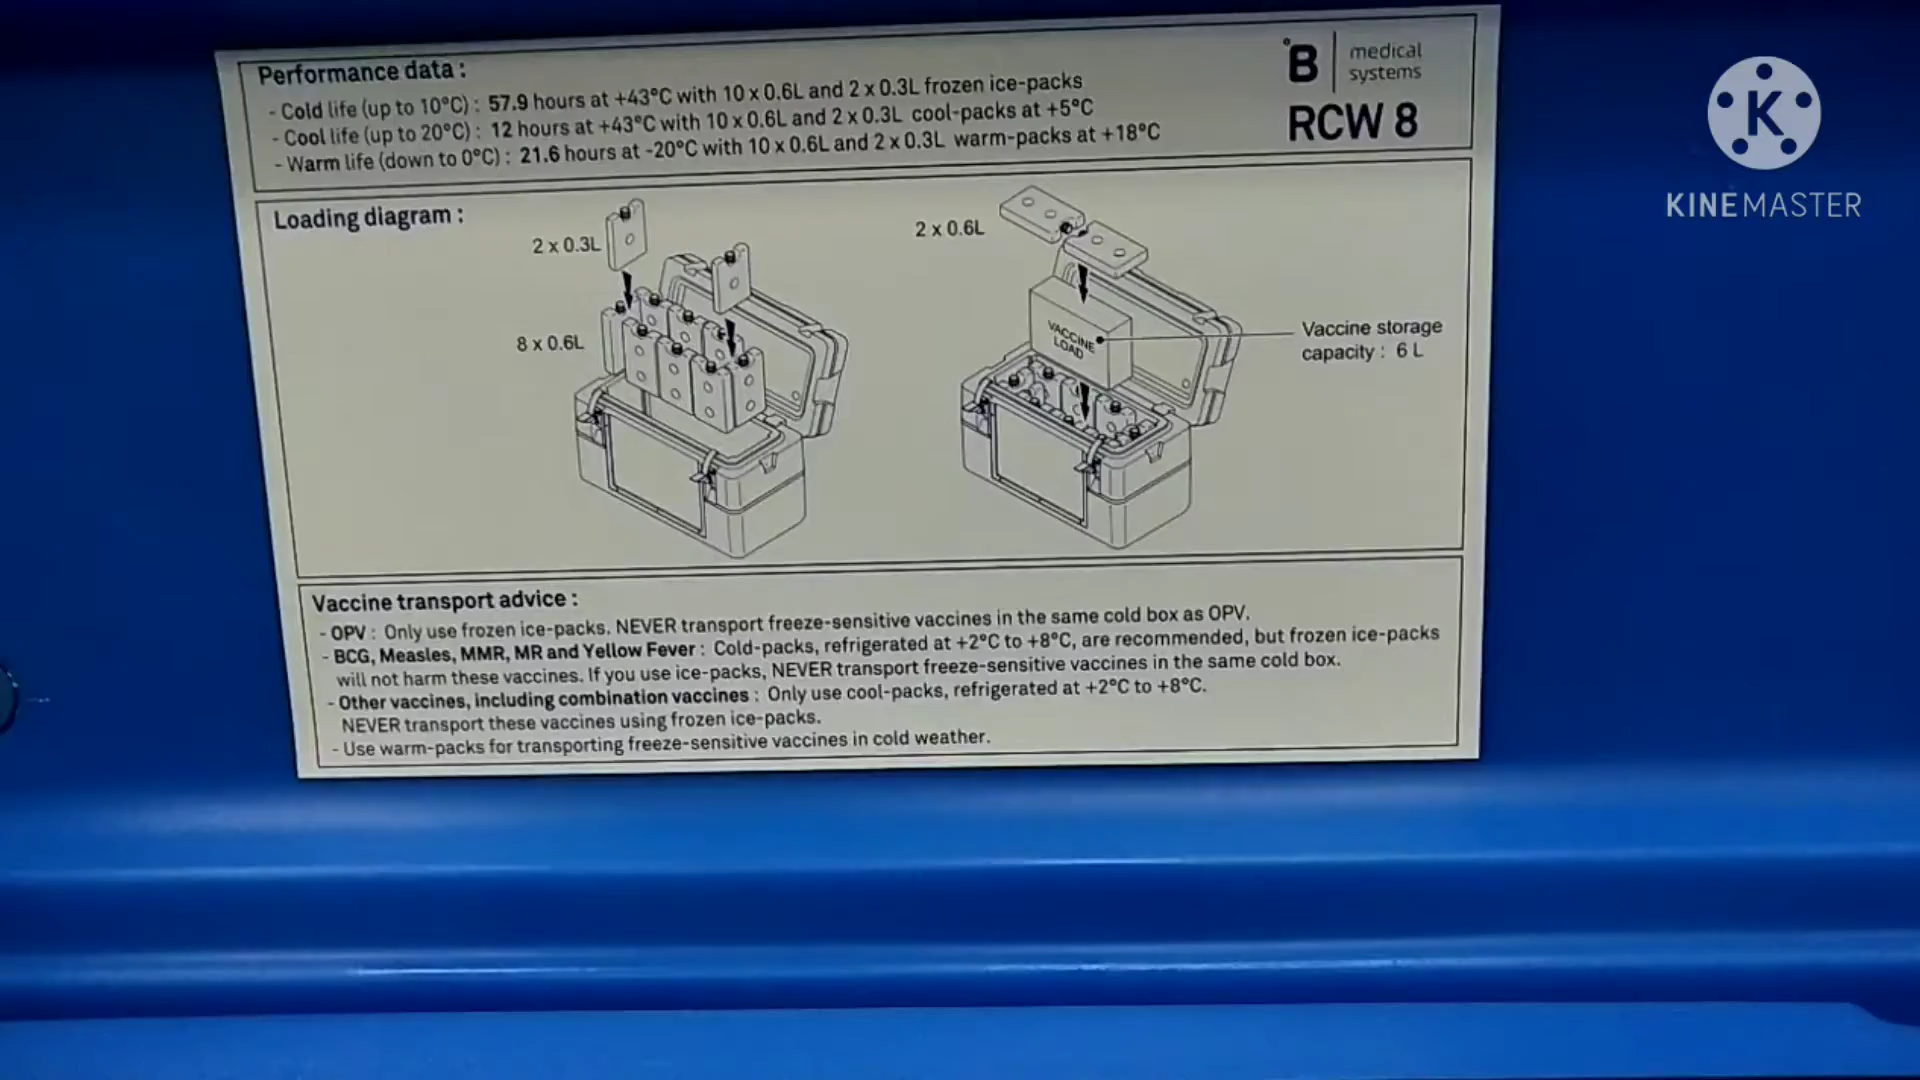 Performance data :
- Cold life (up to 10°C) : 57.9 hours at +43°C with 10 x 0.6L and 2 x 0.3L frozen ice-packs
- Cool life (up to 20°C) : 12 hours at +43°C with 10 x 0.6L and 2 x 0.3L cool-packs at +5°C
- Warm life (down to 0°C) : 21.6 hours at -20°C with 10 x 0.6L and 2 x 0.3L warm-packs at +18°C
°B medical
systems
RCW 8
K
KINEMASTER
Loading diagram :
2 x 0.3L
8 x 0.6L
2 x 0.6L
VACCINE
LOAD
Vaccine storage
capacity : 6 L
Vaccine transport advice :
- OPV : Only use frozen ice-packs. NEVER transport freeze-sensitive vaccines in the same cold box as OPV.
- BCG, Measles, MMR, MR and Yellow Fever : Cold-packs, refrigerated at +2°C to +8°C, are recommended, but frozen ice-packs
will not harm these vaccines. If you use ice-packs, NEVER transport freeze-sensitive vaccines in the same cold box.
- Other vaccines, including combination vaccines : Only use cool-packs, refrigerated at +2°C to +8°C.
NEVER transport these vaccines using frozen ice-packs.
- Use warm-packs for transporting freeze-sensitive vaccines in cold weather.